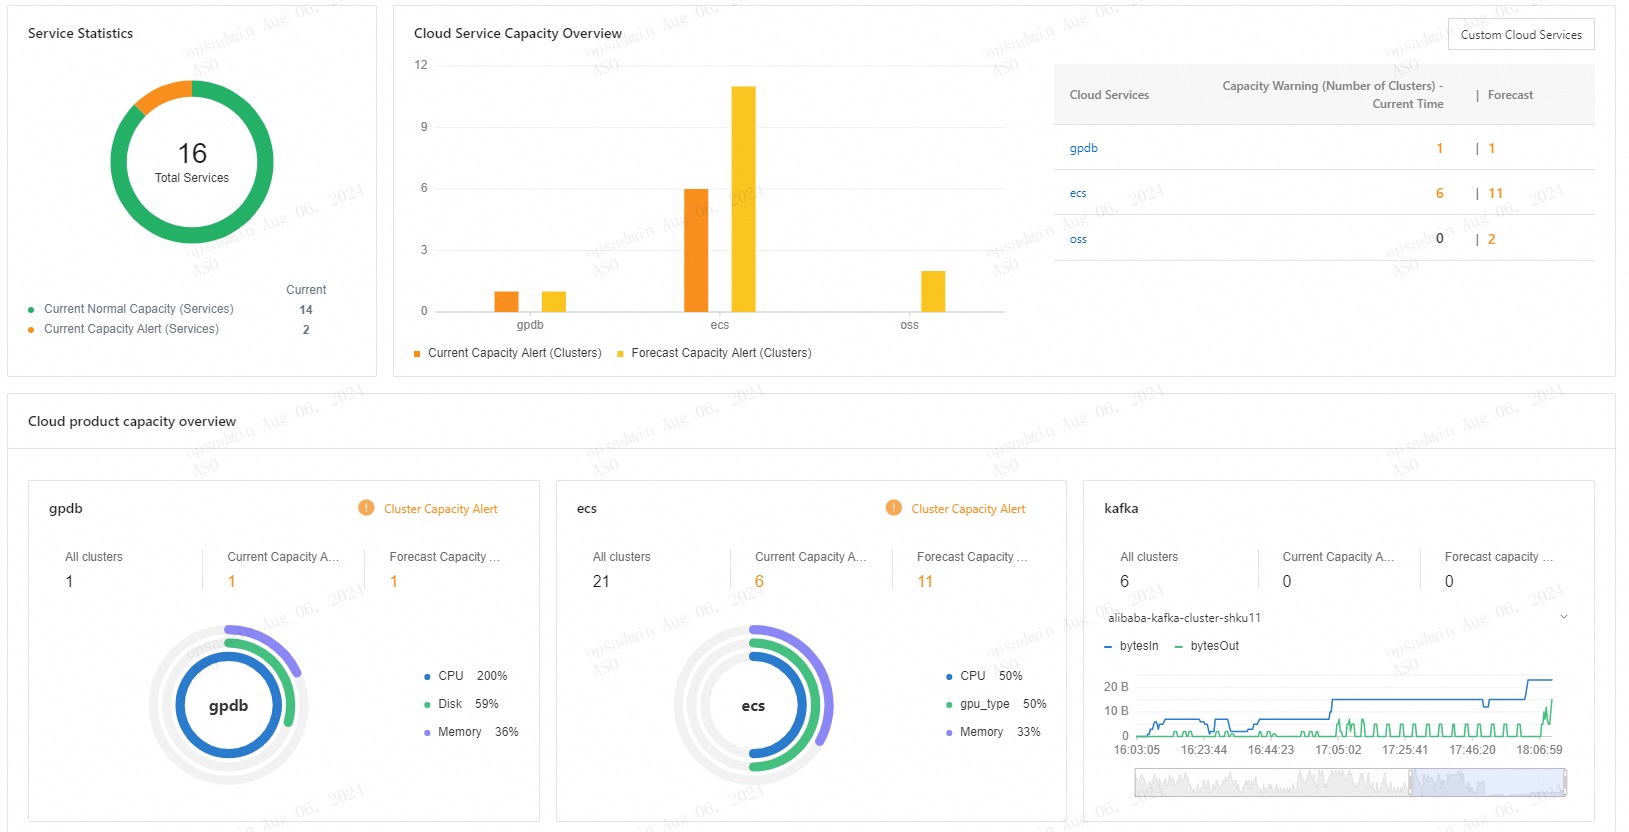 Service Statistics
16
Total Services
Current
Current Normal Capacity (Services) 14
Current Capacity Alert (Services) 2
Cloud Service Capacity Overview
Custom Cloud Services
12
9
6
3
0
gpdb ecs oss
Current Capacity Alert (Clusters) Forecast Capacity Alert (Clusters)
Cloud Services Capacity Warning (Number of Clusters) - Current Time | Forecast
gpdb 1 | 1
ecs 6 | 11
oss 0 | 2
Cloud product capacity overview
gpdb
! Cluster Capacity Alert
All clusters Current Capacity A... Forecast Capacity ...
1 1 1
gpdb
CPU 200%
Disk 59%
Memory 36%
ecs
! Cluster Capacity Alert
All clusters Current Capacity A... Forecast Capacity ...
21 6 11
ecs
CPU 50%
gpu_type 50%
Memory 33%
kafka
All clusters Current Capacity A... Forecast capacity ...
6 0 0
alibaba-kafka-cluster-shku11
bytesIn bytesOut
20 B
10 B
0
16:03:05 16:23:44 16:44:23 17:05:02 17:25:41 17:46:20 18:06:59
opsadmin Aug 06, 2024
ASO